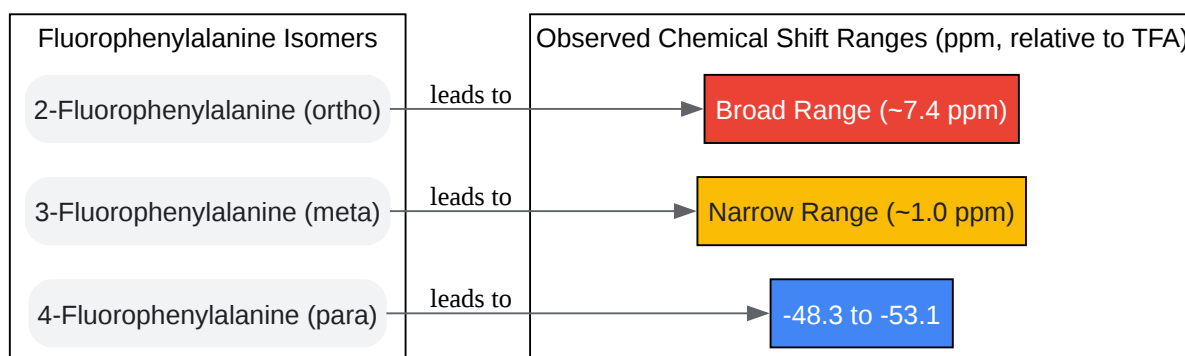 Fluorophenylalanine Isomers
Observed Chemical Shift Ranges (ppm, relative to TFA)
2-Fluorophenylalanine (ortho)
leads to
Broad Range (~7.4 ppm)
3-Fluorophenylalanine (meta)
leads to
Narrow Range (~1.0 ppm)
4-Fluorophenylalanine (para)
leads to
-48.3 to -53.1